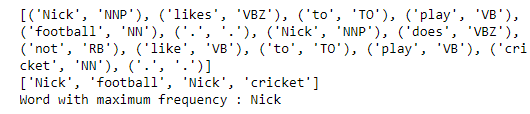 [('Nick', 'NNP'), ('likes', 'VBZ'), ('to', 'TO'), ('play', 'VB'),
('football', 'NN'), ('.', '.'), ('Nick', 'NNP'), ('does', 'VBZ'),
('not', 'RB'), ('like', 'VB'), ('to', 'TO'), ('play', 'VB'), ('cri
cket', 'NN'), ('.', '.')]
['Nick', 'football', 'Nick', 'cricket']
Word with maximum frequency : Nick